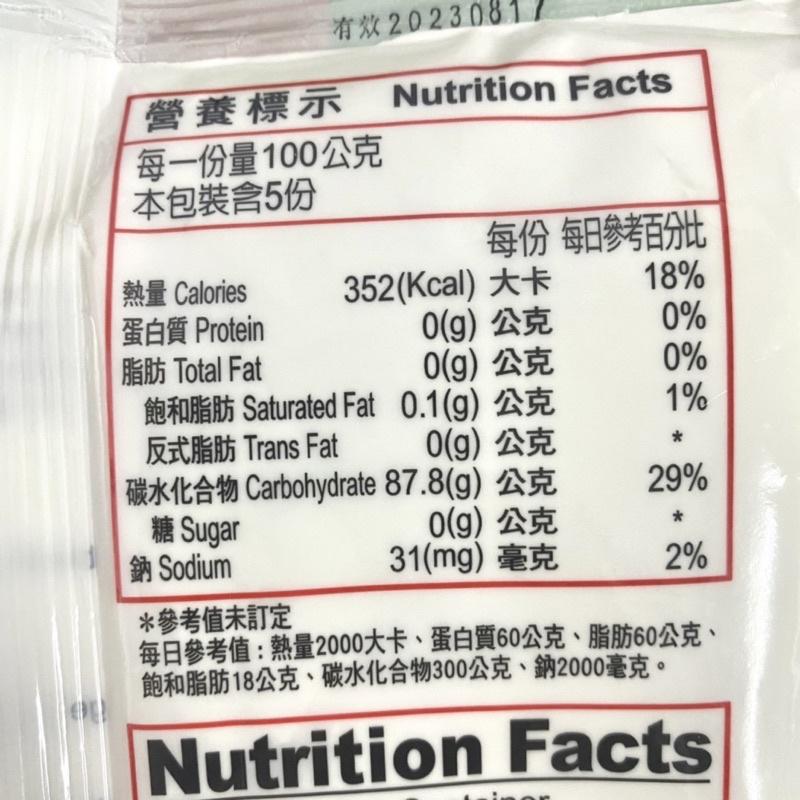 有效20230817
營養標示 Nutrition Facts
每一份量100公克
本包裝含5份
每份 每日參考百分比
熱量 Calories 352(Kcal) 大卡 18%
蛋白質 Protein 0(g) 公克 0%
脂肪 Total Fat 0(g) 公克 0%
飽和脂肪 Saturated Fat 0.1(g) 公克 1%
反式脂肪 Trans Fat 0(g) 公克 *
碳水化合物 Carbohydrate 87.8(g) 公克 29%
糖 Sugar 0(g) 公克 *
鈉 Sodium 31(mg) 毫克 2%
*參考值未訂定
每日參考值:熱量2000大卡、蛋白質60公克、脂肪60公克、
飽和脂肪18公克、碳水化合物300公克、鈉2000毫克。
Nutrition Facts